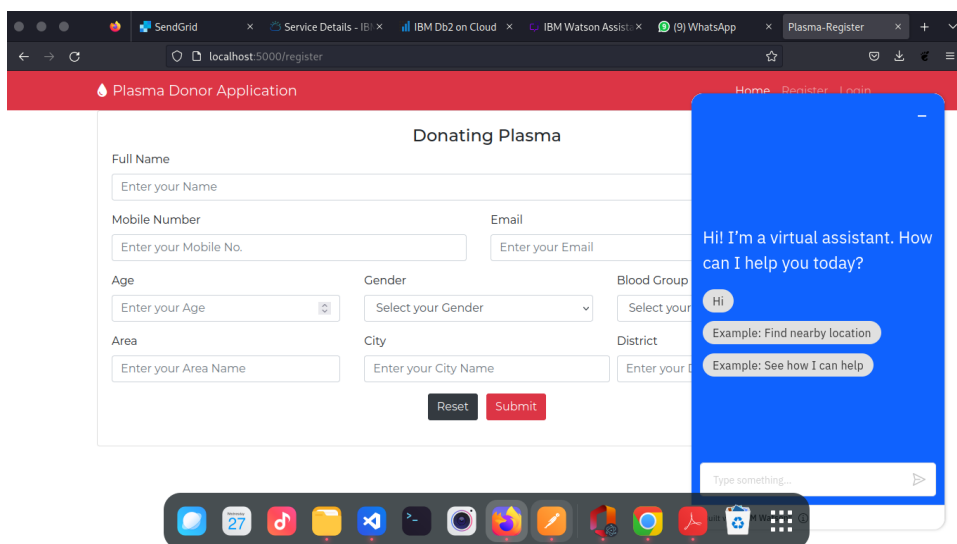 SendGrid
Service Details - IB
IBM Db2 on Cloud
IBM Watson Assista
(9) WhatsApp
Plasma-Register
localhost:5000/register
Plasma Donor Application
Home Register Login
Donating Plasma
Full Name
Enter your Name
Mobile Number
Email
Enter your Mobile No.
Enter your Email
Age
Gender
Blood Group
Enter your Age
Select your Gender
Select your
Area
City
District
Enter your Area Name
Enter your City Name
Enter your
Reset
Submit
Hi! I'm a virtual assistant. How
can I help you today?
Hi
Example: Find nearby location
Example: See how I can help
Type something...
Wednesday
27